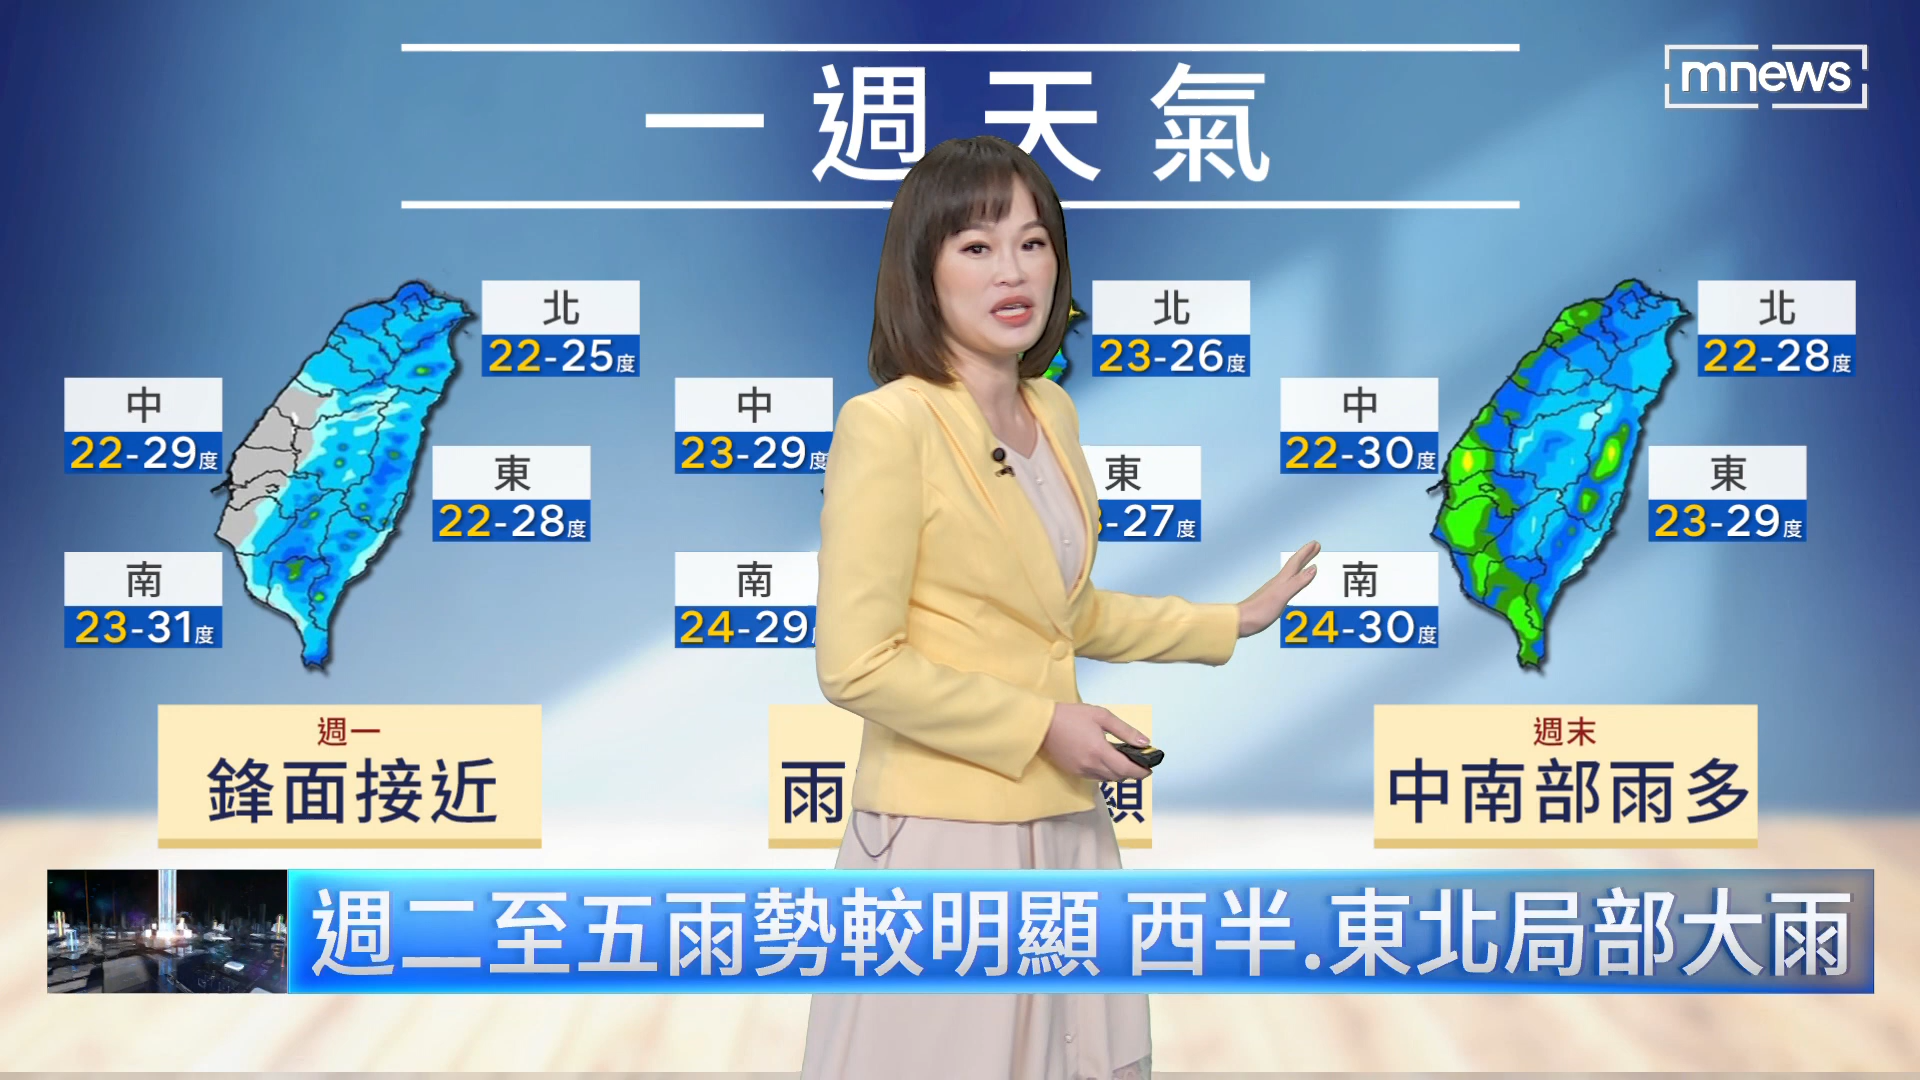 一週天氣
mnews
北
22-25度
中
22-29度
東
22-28度
南
23-31度
週一
鋒面接近
北
23-26度
中
23-29度
東
-27度
南
24-29
雨
顯
北
22-28度
中
22-30度
東
23-29度
南
24-30度
週末
中南部雨多
週二至五雨勢較明顯 西半.東北局部大雨